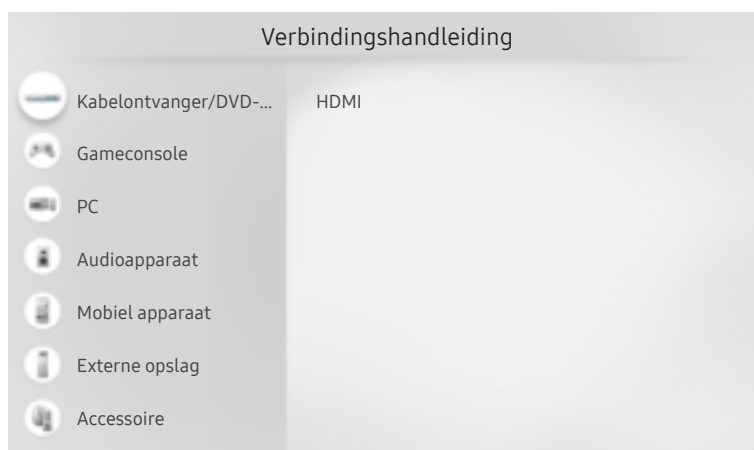 Verbindingshandleiding
Kabelontvanger/DVD-...
HDMI
Gameconsole
PC
Audioapparaat
Mobiel apparaat
Externe opslag
Accessoire